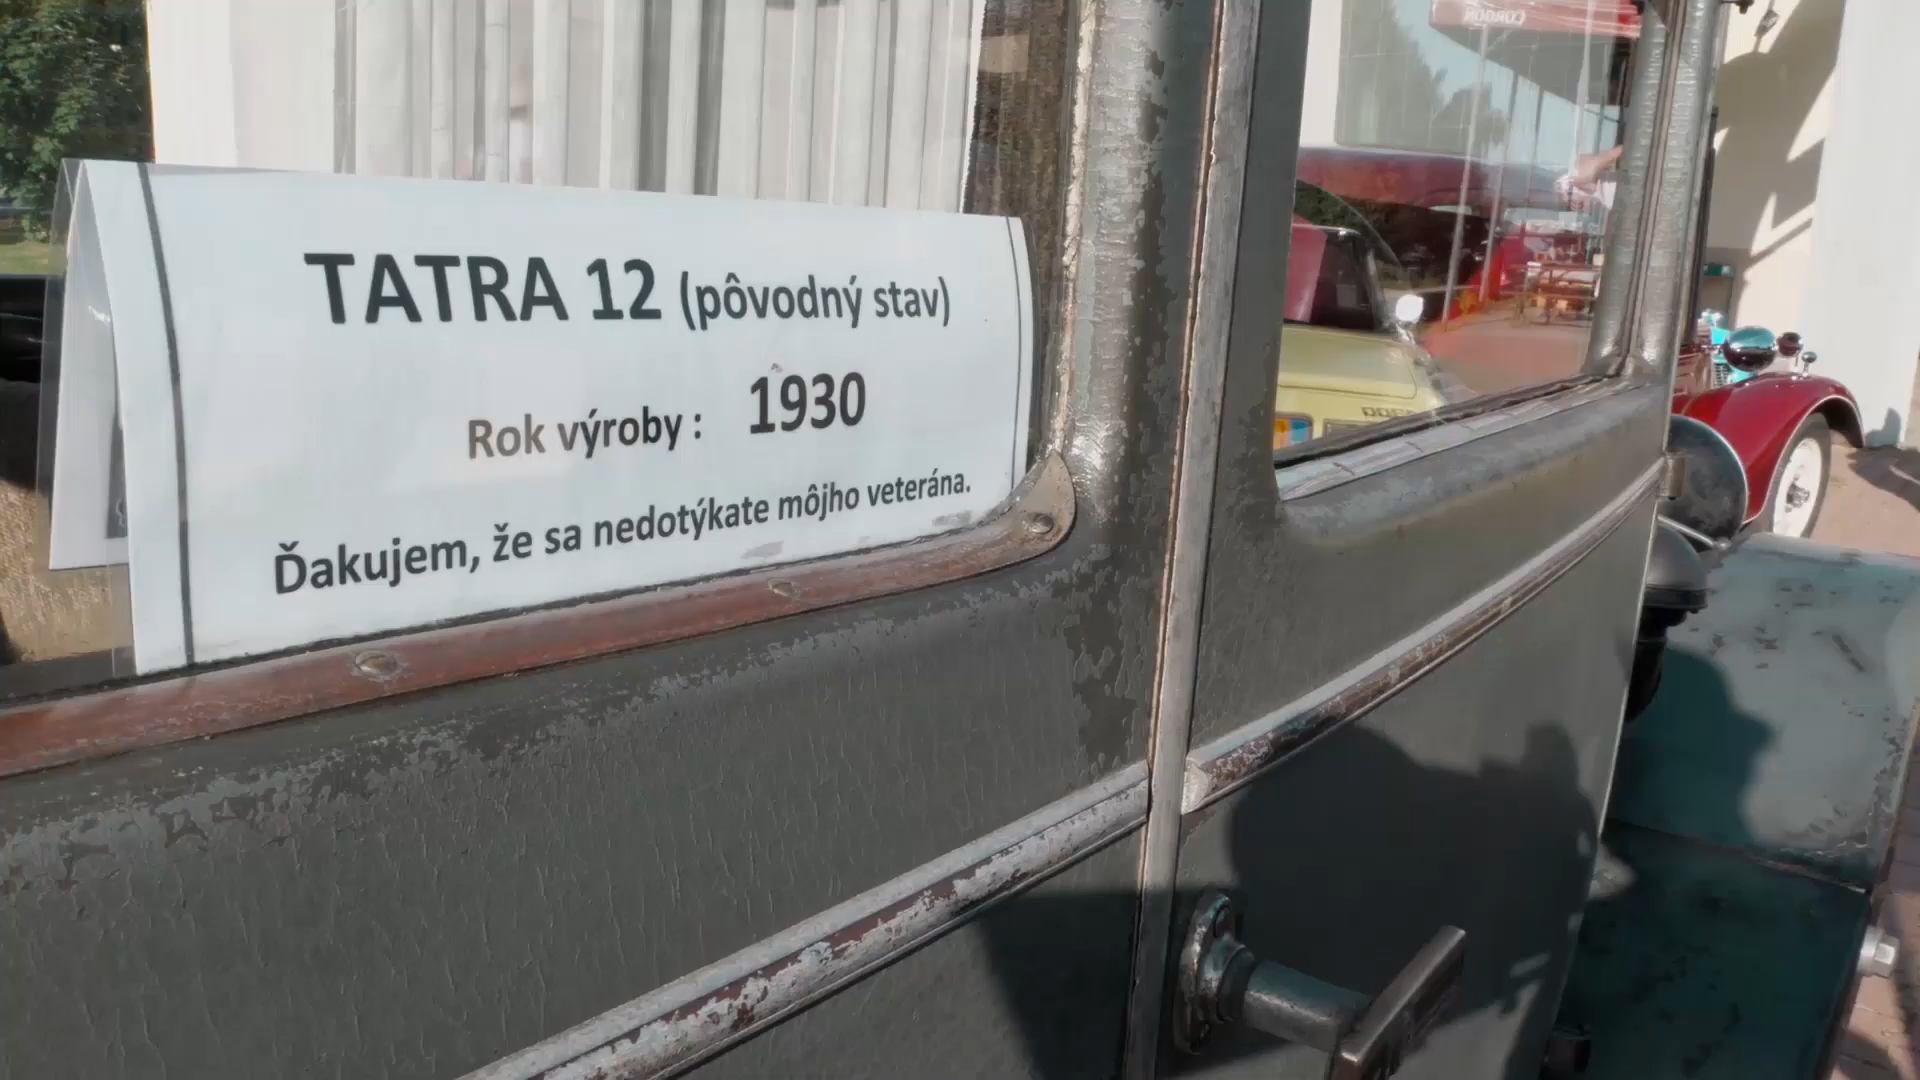 TATRA 12 (pôvodný stav)
Rok výroby : 1930
Ďakujem, že sa nedotýkate môjho veterána.